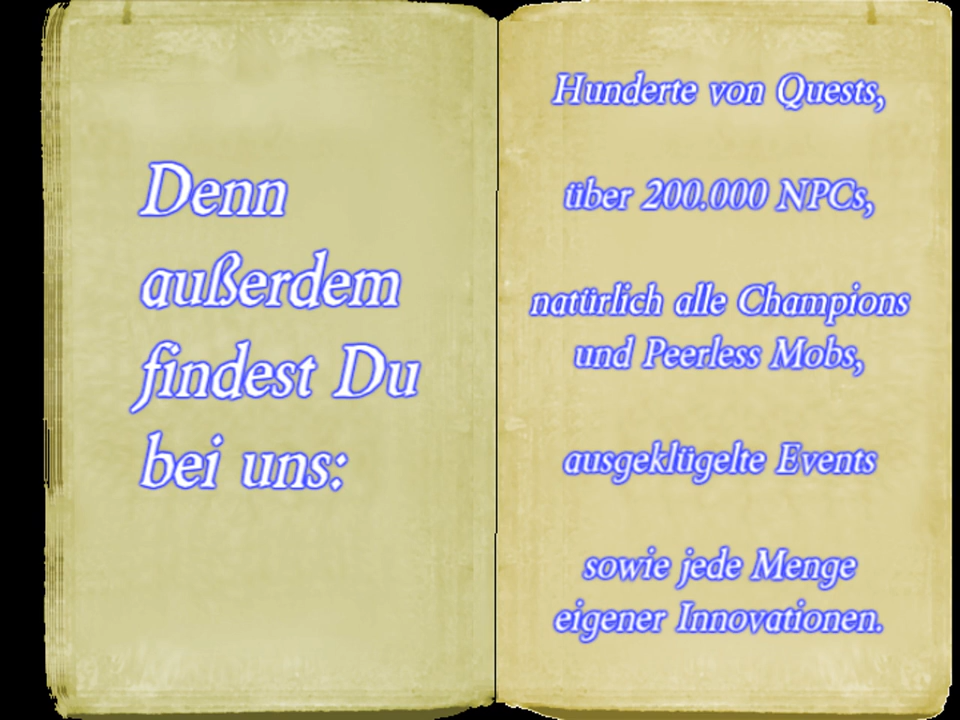 Denn
außerdem
findest Du
bei uns:
Hunderte von Quests,
über 200.000 NPCs,
natürlich alle Champions
und Peerless Mobs,
ausgeklügelte Events
sowie jede Menge
eigener Innovationen.